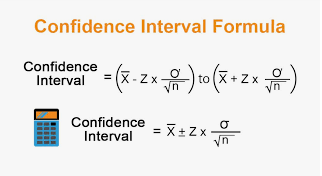 Confidence Interval Formula
Confidence Interval = (X̅ - Z x σ/√n) to (X̅ + Z x σ/√n)
Confidence Interval = X̅ ± Z x σ/√n